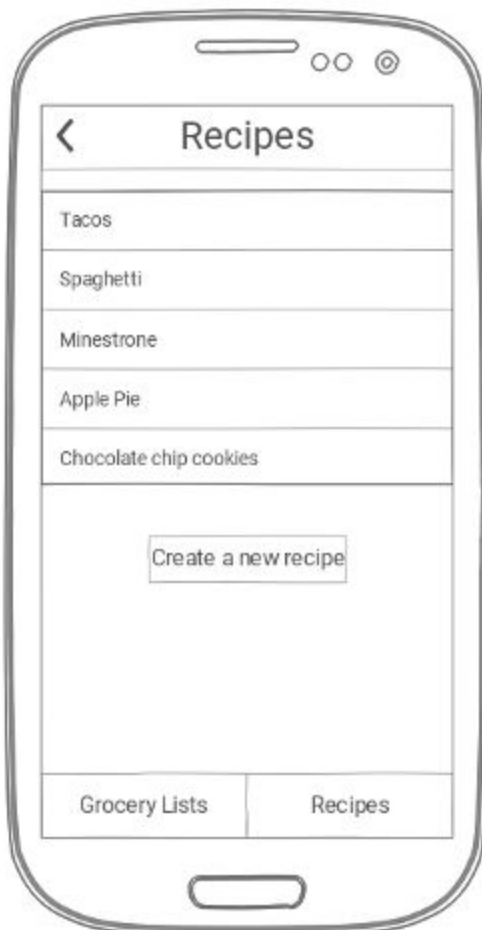 Recipes
Tacos
Spaghetti
Minestrone
Apple Pie
Chocolate chip cookies
Create a new recipe
Grocery Lists
Recipes